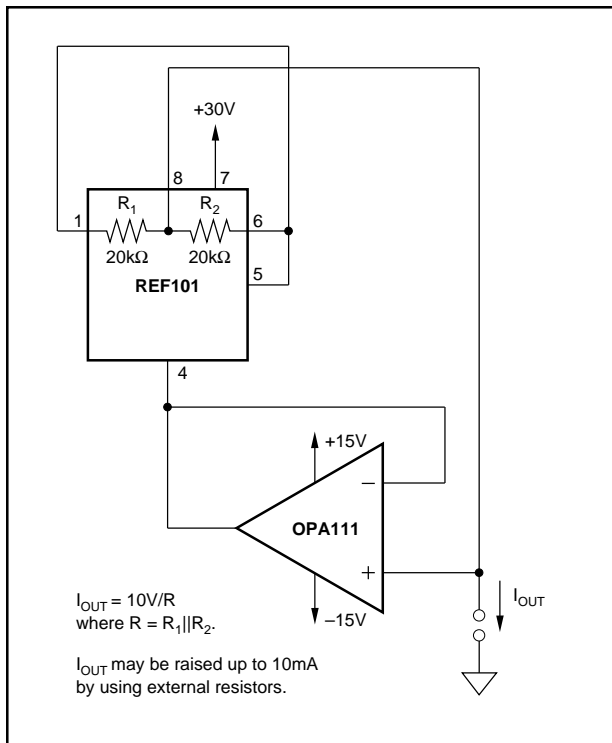 +30V
8
7
R1
R2
1
6
20kΩ
20kΩ
5
REF101
4
+15V
−
OPA111
+
IOUT
–15V
IOUT = 10V/R
where R = R1||R2.
IOUT may be raised up to 10mA
by using external resistors.